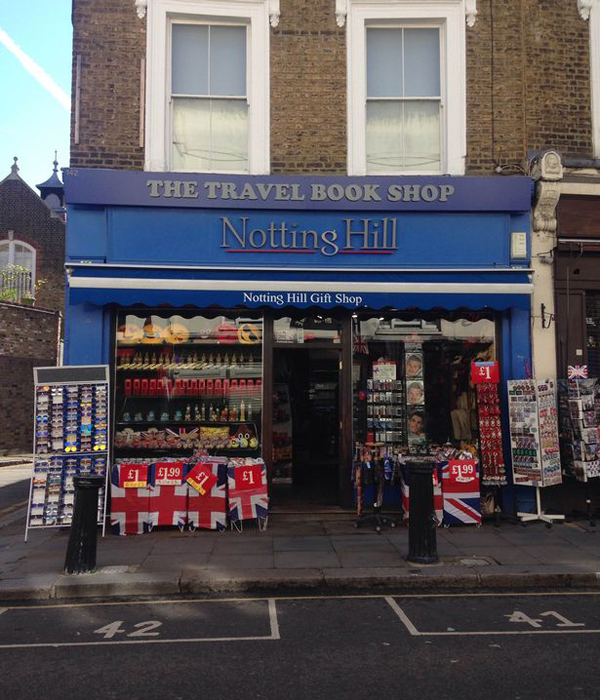 THE TRAVEL BOOK SHOP
Notting Hill
Notting Hill Gift Shop
£1
£1 £1.99 £1 £1
£1.99
42 41